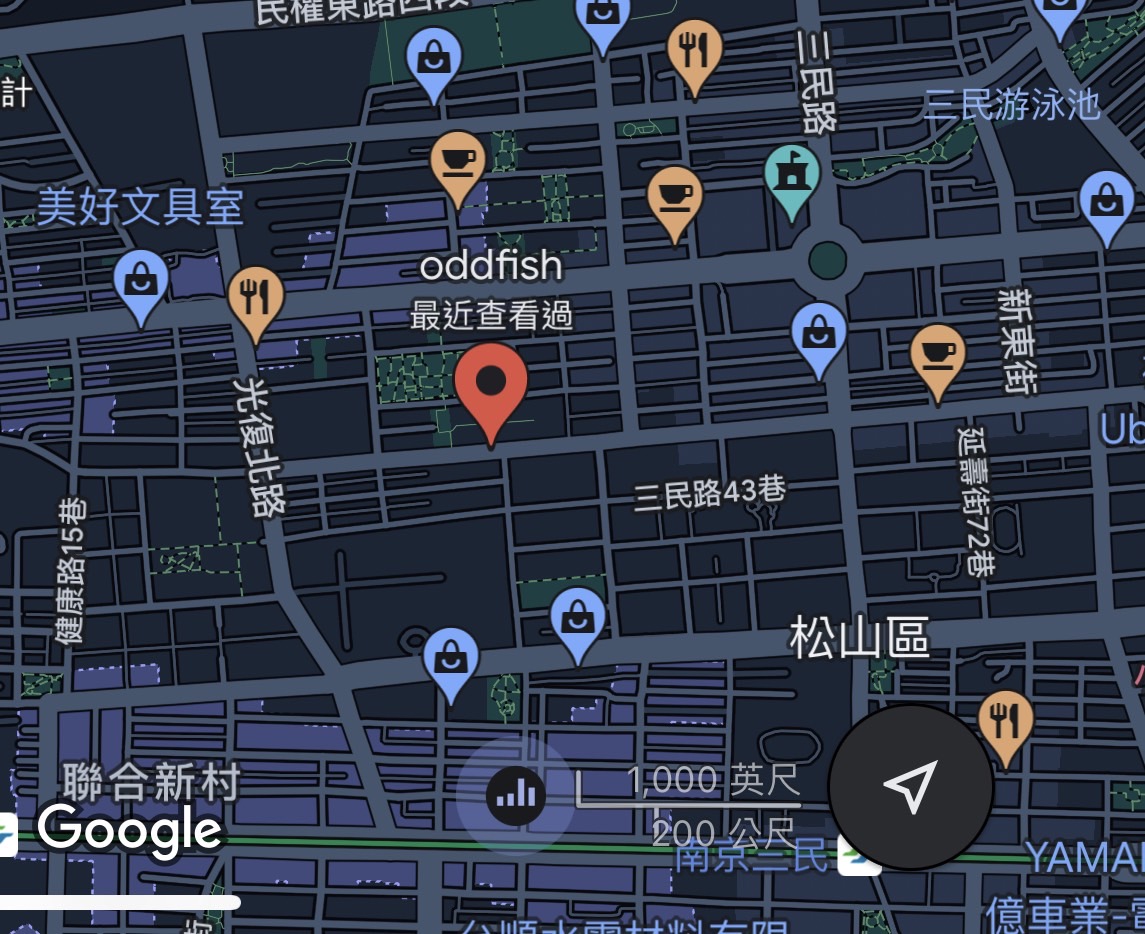 民權東路四段
三民路
計
三民游泳池
美好文具室
oddfish
最近查看過
新東街
光復北路
Ub
延壽街72巷
三民路43巷
健康路15巷
松山區
聯合新村
1,000 英尺
Google
200 公尺
南京三民
YAMA
億車業-